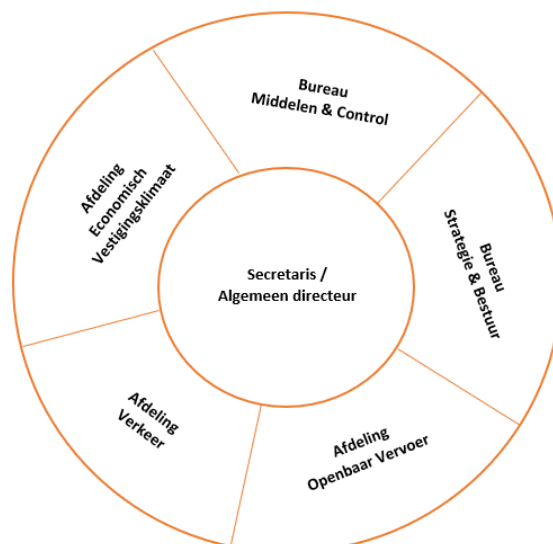 Bureau
Middelen & Control
Afdeling
Economisch
Vestigingsklimaat
Bureau
Strategie & Bestuur
Secretaris /
Algemeen directeur
Afdeling
Verkeer
Afdeling
Openbaar Vervoer